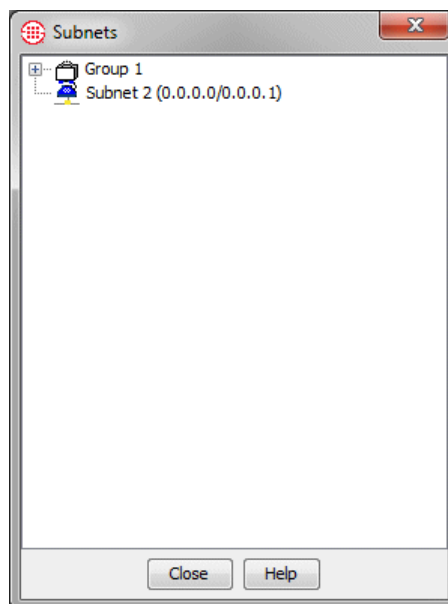 Subnets
Group 1
Subnet 2 (0.0.0.0/0.0.0.1)
Close
Help